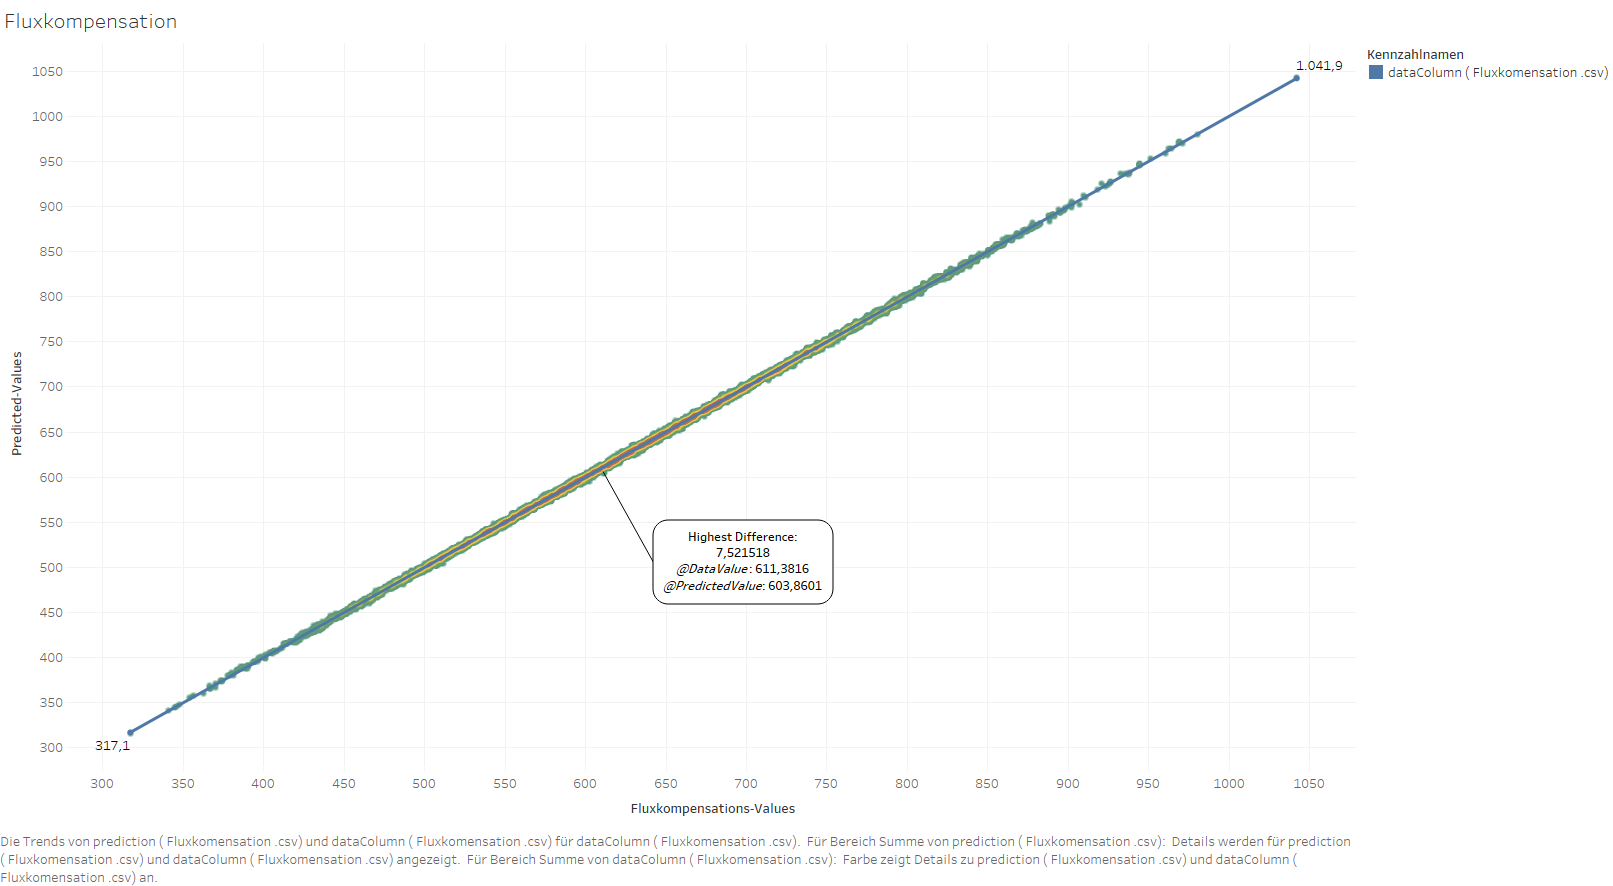 Fluxkompensation
Kennzahlnamen
dataColumn ( Fluxkomensation .csv)
1.041,9
1050
1000
950
900
850
800
750
700
650
600
550
500
450
400
350
300
Predicted-Values
Highest Difference:
7,521518
@DataValue: 611,3816
@PredictedValue: 603,8601
317,1
300 350 400 450 500 550 600 650 700 750 800 850 900 950 1000 1050
Fluxkompensations-Values
Die Trends von prediction ( Fluxkomensation .csv) und dataColumn ( Fluxkomensation .csv) für dataColumn ( Fluxkomensation .csv).  Für Bereich Summe von prediction ( Fluxkomensation .csv):  Details werden für prediction
( Fluxkomensation .csv) und dataColumn ( Fluxkomensation .csv) angezeigt.  Für Bereich Summe von dataColumn ( Fluxkomensation .csv):  Farbe zeigt Details zu prediction ( Fluxkomensation .csv) und dataColumn (
Fluxkomensation .csv) an.